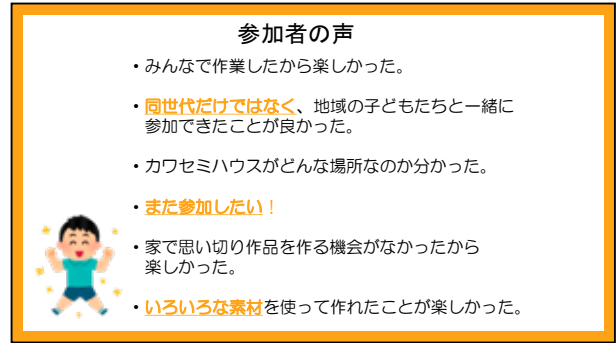 参加者の声
・みんなで作業したから楽しかった。
・同世代だけではなく、地域の子どもたちと一緒に
参加できたことが良かった。
・カワセミハウスがどんな場所なのか分かった。
・また参加したい！
・家で思い切り作品を作る機会がなかったから
楽しかった。
・いろいろな素材を使って作れたことが楽しかった。